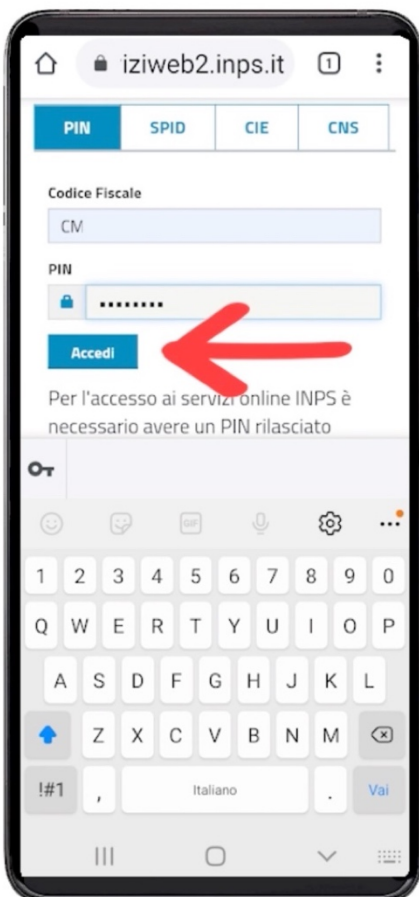 iziweb2.inps.it 1
PIN SPID CIE CNS
Codice Fiscale
CM
PIN
••••••••
Accedi
Per l'accesso ai servizi online INPS è
necessario avere un PIN rilasciato
GIF
1 2 3 4 5 6 7 8 9 0
Q W E R T Y U I O P
A S D F G H J K L
Z X C V B N M
!#1 , Italiano . Vai